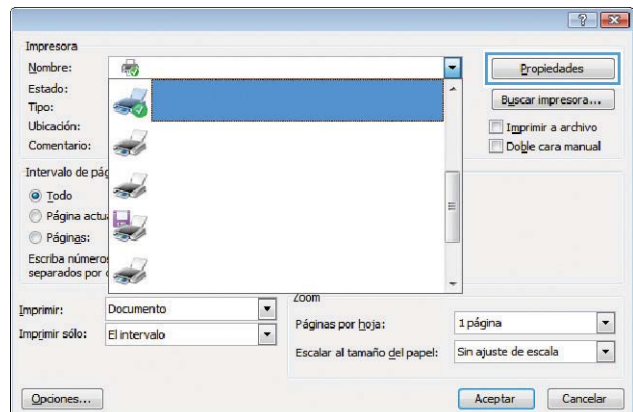 Impresora
Nombre:
Propiedades
Estado:
Tipo:
Buscar impresora...
Ubicación:
Imprimir a archivo
Comentario:
Doble cara manual
Intervalo de pág
Todo
Página actu
Páginas:
Escriba números
separados por
Imprimir:
Documento
Zoom
Imprimir sólo:
El intervalo
Páginas por hoja:
1 página
Escalar al tamaño del papel:
Sin ajuste de escala
Opciones...
Aceptar
Cancelar